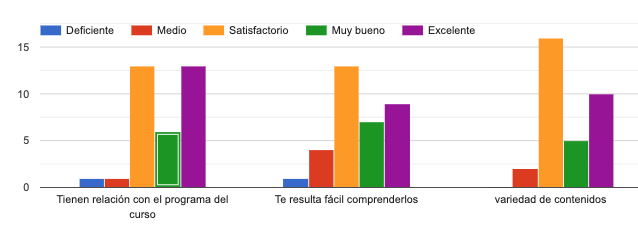 Deficiente Medio Satisfactorio Muy bueno Excelente
15
10
5
0
Tienen relación con el programa del
curso
Te resulta fácil comprenderlos
variedad de contenidos